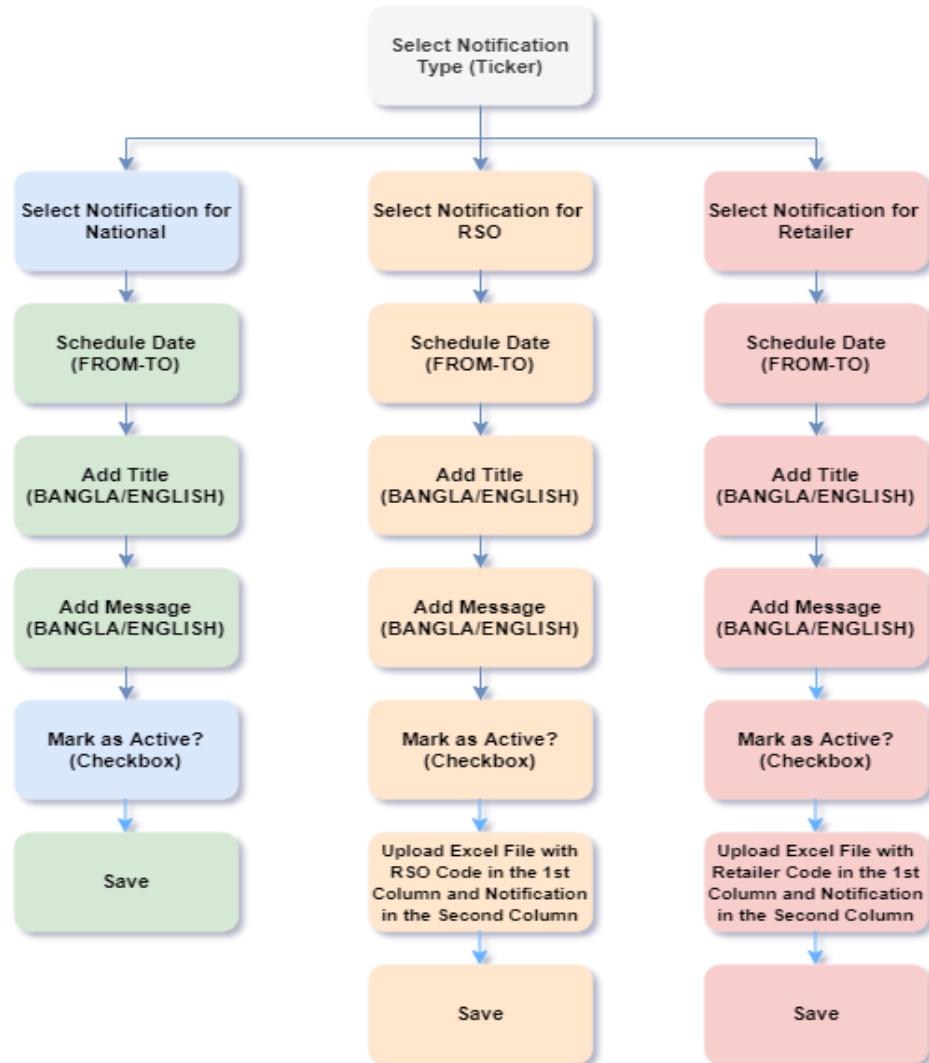 Select Notification
Type (Ticker)
Select Notification for
National
Schedule Date
(FROM-TO)
Add Title
(BANGLA/ENGLISH)
Add Message
(BANGLA/ENGLISH)
Mark as Active?
(Checkbox)
Save
Select Notification for
RSO
Schedule Date
(FROM-TO)
Add Title
(BANGLA/ENGLISH)
Add Message
(BANGLA/ENGLISH)
Mark as Active?
(Checkbox)
Upload Excel File with
RSO Code in the 1st
Column and Notification
in the Second Column
Save
Select Notification for
Retailer
Schedule Date
(FROM-TO)
Add Title
(BANGLA/ENGLISH)
Add Message
(BANGLA/ENGLISH)
Mark as Active?
(Checkbox)
Upload Excel File with
Retailer Code in the 1st
Column and Notification
in the Second Column
Save